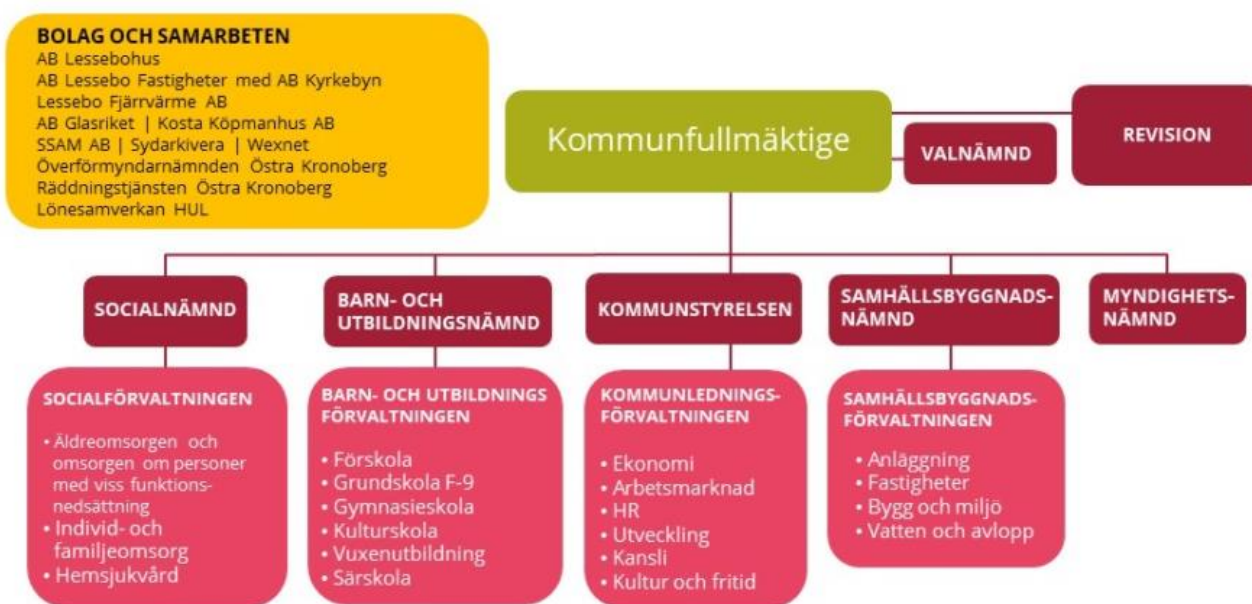 BOLAG OCH SAMARBETEN
AB Lessebohus
AB Lessebo Fastigheter med AB Kyrkebyn
Lessebo Fjärrvärme AB
AB Glasriket | Kosta Köpmanhus AB
SSAM AB | Sydarkivera | Wexnet
Överförmyndarnämnden Östra Kronoberg
Räddningstjänsten Östra Kronoberg
Lönesamverkan HUL
Kommunfullmäktige
VALNÄMND
REVISION
SOCIALNÄMND
BARN- OCH
UTBILDNINGSNÄMND
KOMMUNSTYRELSEN
SAMHÄLLSBYGGNADS-
NÄMND
MYNDIGHETS-
NÄMND
SOCIALFÖRVALTNINGEN
• Äldreomsorgen och
omsorgen om personer
med viss funktions-
nedsättning
• Individ- och
familjeomsorg
• Hemsjukvård
BARN- OCH UTBILDNINGS
FÖRVALTNINGEN
• Förskola
• Grundskola F-9
• Gymnasieskola
• Kulturskola
• Vuxenutbildning
• Särskola
KOMMUNLEDNINGS-
FÖRVALTNINGEN
• Ekonomi
• Arbetsmarknad
• HR
• Utveckling
• Kansli
• Kultur och fritid
SAMHÄLLSBYGGNADS-
FÖRVALTNINGEN
• Anläggning
• Fastigheter
• Bygg och miljö
• Vatten och avlopp